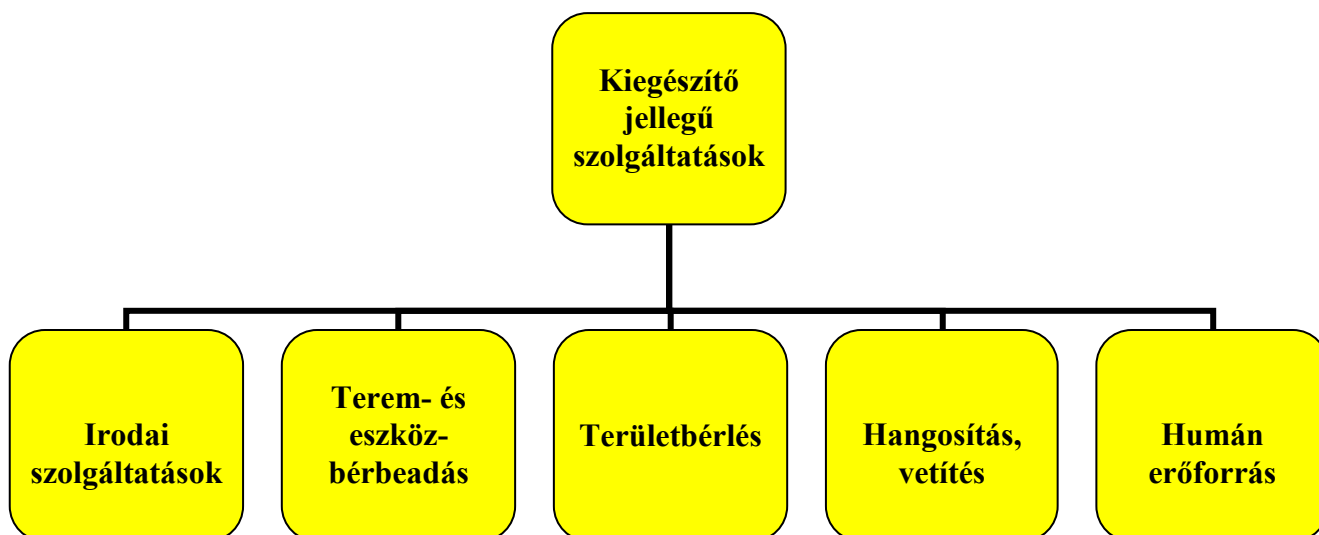 Kiegészítő
jellegű
szolgáltatások
Irodai
szolgáltatások
Terem- és
eszköz-
bérbeadás
Területbérlés
Hangosítás,
vetítés
Humán
erőforrás